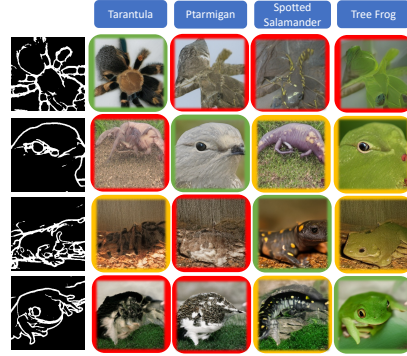 Tarantula
Ptarmigan
Spotted
Salamander
Tree Frog